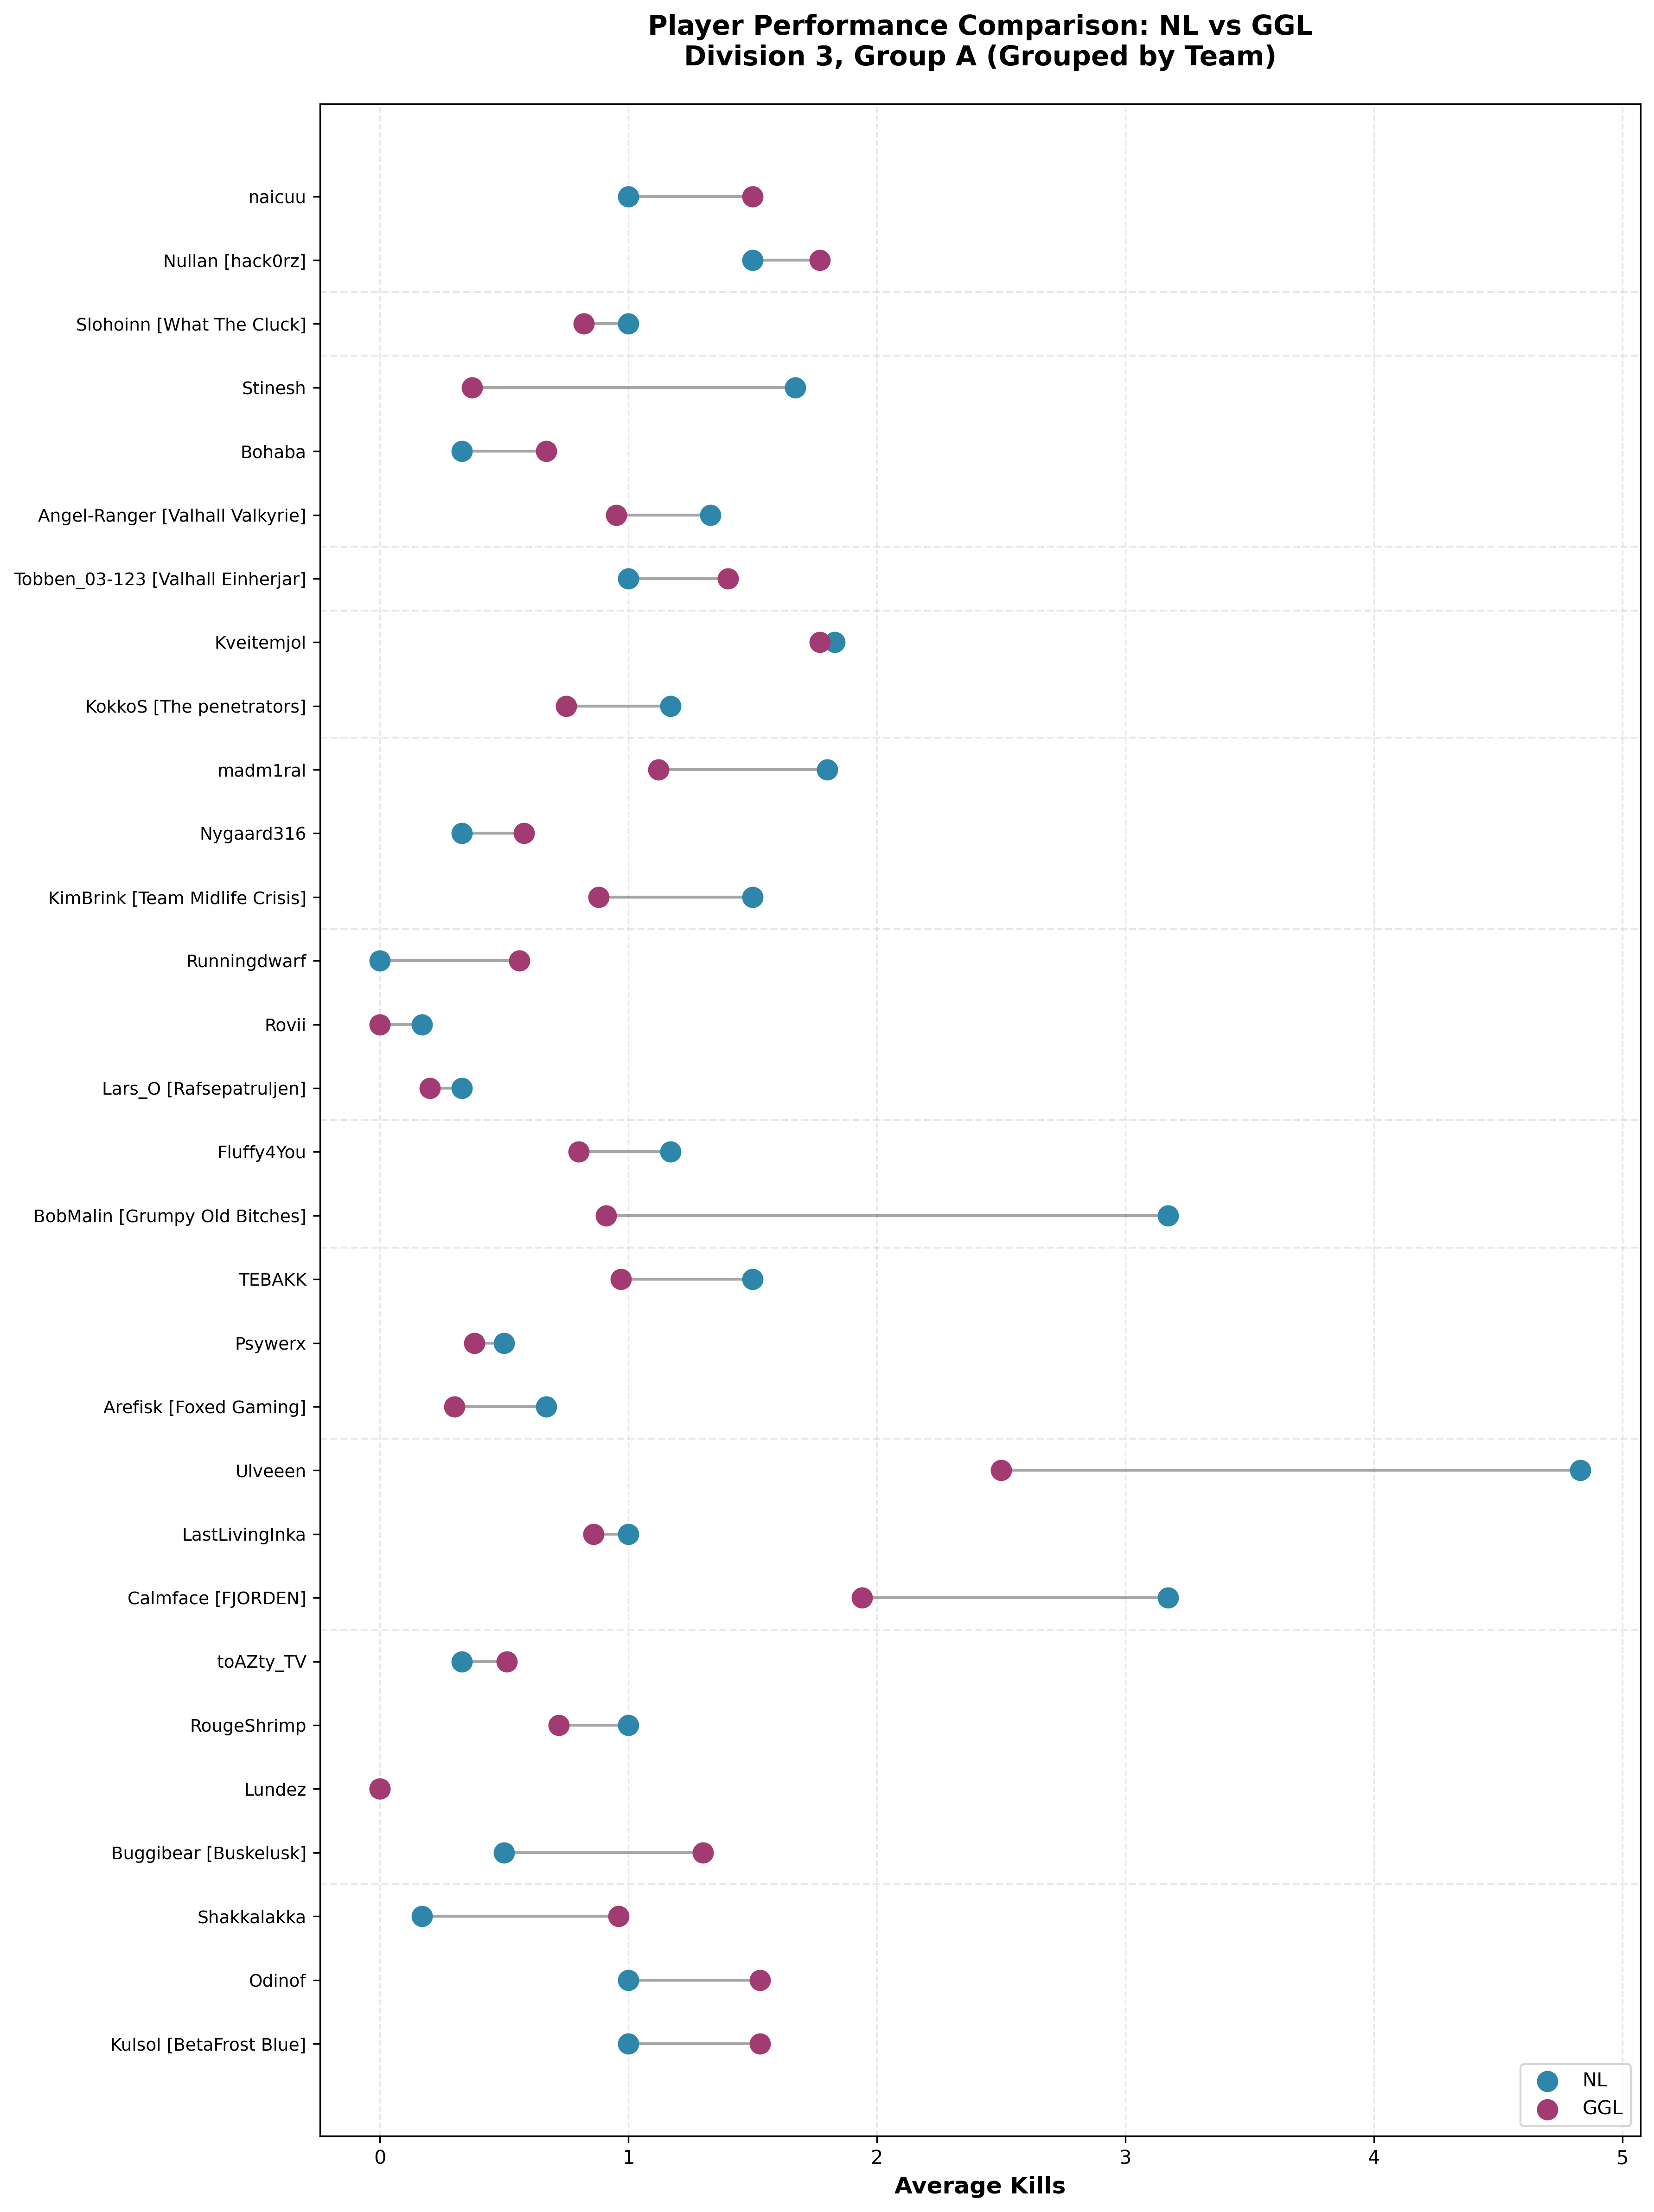 Player Performance Comparison: NL vs GGL
Division 3, Group A (Grouped by Team)
naicuu
Nullan [hack0rz]
Slohoinn [What The Cluck]
Stinesh
Bohaba
Angel-Ranger [Valhall Valkyrie]
Tobben_03-123 [Valhall Einherjar]
Kveitemjol
KokkoS [The penetrators]
madm1ral
Nygaard316
KimBrink [Team Midlife Crisis]
Runningdwarf
Rovii
Lars_O [Rafsepatruljen]
Fluffy4You
BobMalin [Grumpy Old Bitches]
TEBAKK
Psywerx
Arefisk [Foxed Gaming]
Ulveeen
LastLivingInka
Calmface [FJORDEN]
toAZty_TV
RougeShrimp
Lundez
Buggibear [Buskelusk]
Shakkalakka
Odinof
Kulsol [BetaFrost Blue]
NL
GGL
0 1 2 3 4 5
Average Kills